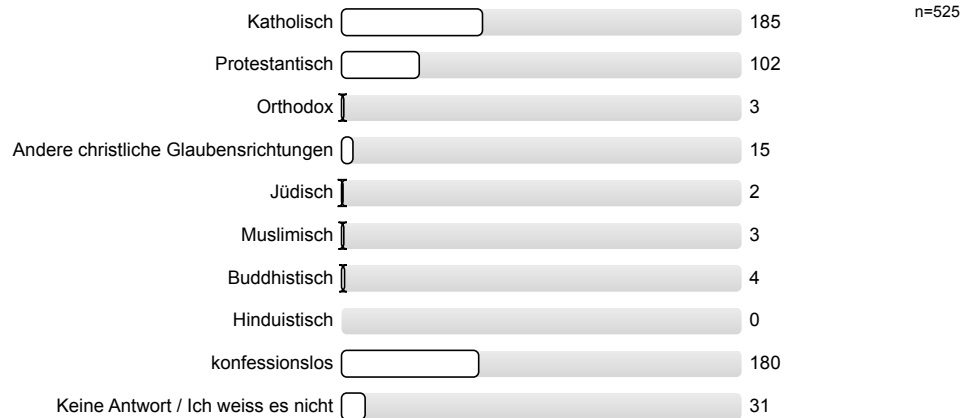 n=525
Katholisch 185
Protestantisch 102
Orthodox 3
Andere christliche Glaubensrichtungen 15
Jüdisch 2
Muslimisch 3
Buddhistisch 4
Hinduistisch 0
konfessionslos 180
Keine Antwort / Ich weiss es nicht 31